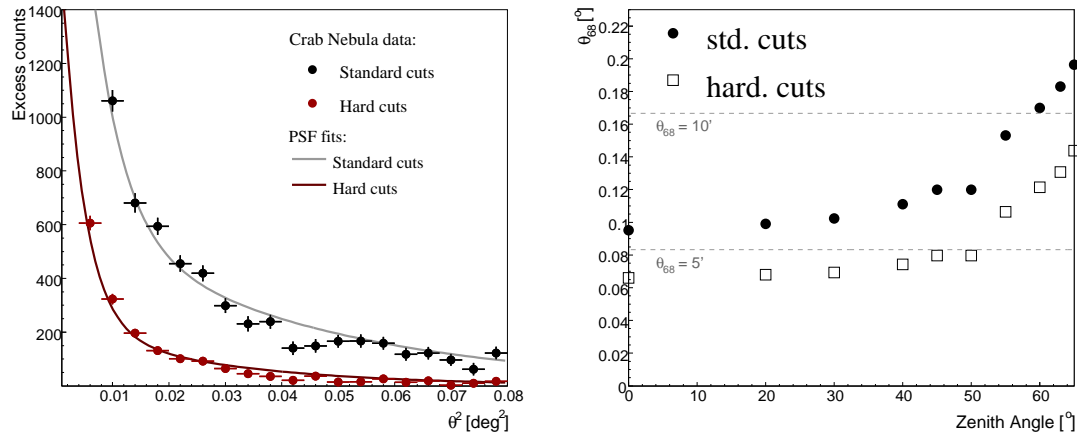 Excess counts
1400
1200
1000
800
600
400
200
0.01 0.02 0.03 0.04 0.05 0.06 0.07 0.08
θ² [deg²]
Crab Nebula data:
Standard cuts
Hard cuts
PSF fits:
Standard cuts
Hard cuts
θ68 [°]
0.22
0.2
0.18
0.16
0.14
0.12
0.1
0.08
0.06
0.04
0.02
0
0 10 20 30 40 50 60
Zenith Angle [°]
std. cuts
hard. cuts
θ68 = 10’
θ68 = 5’